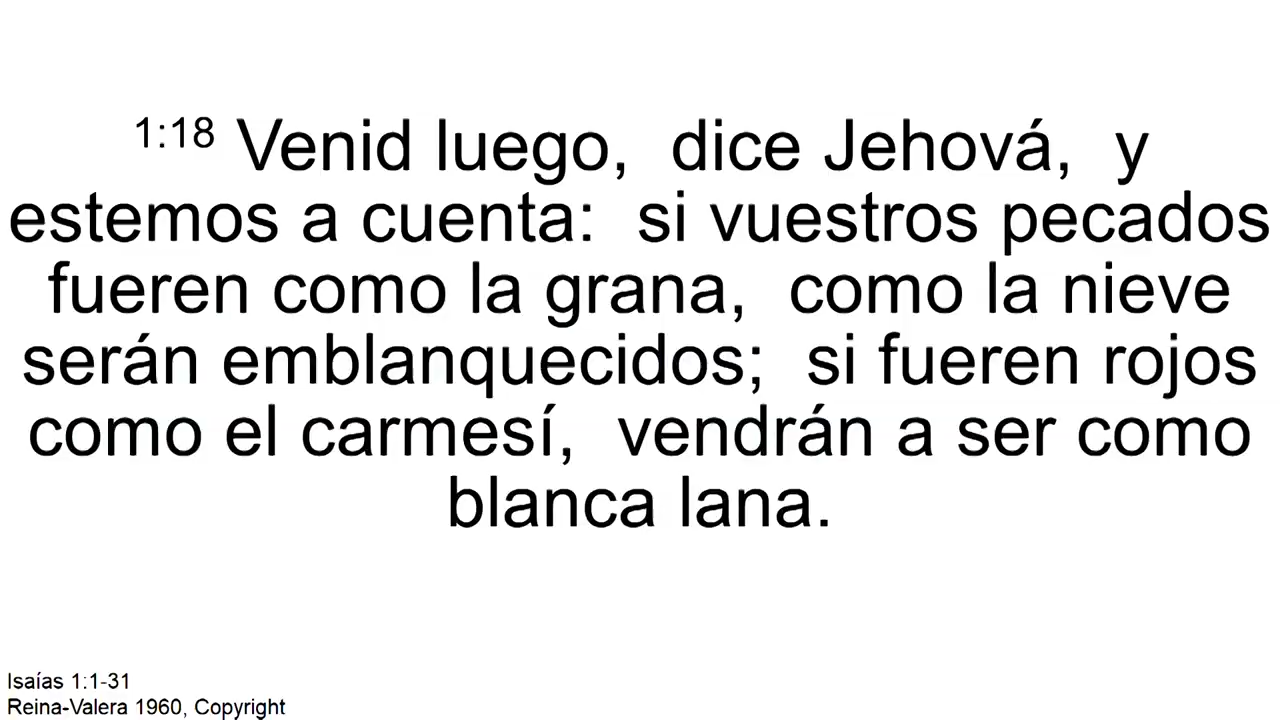 1:18 Venid luego, dice Jehová, y
estemos a cuenta: si vuestros pecados
fueren como la grana, como la nieve
serán emblanquecidos; si fueren rojos
como el carmesí, vendrán a ser como
blanca lana.
Isaías 1:1-31
Reina-Valera 1960, Copyright